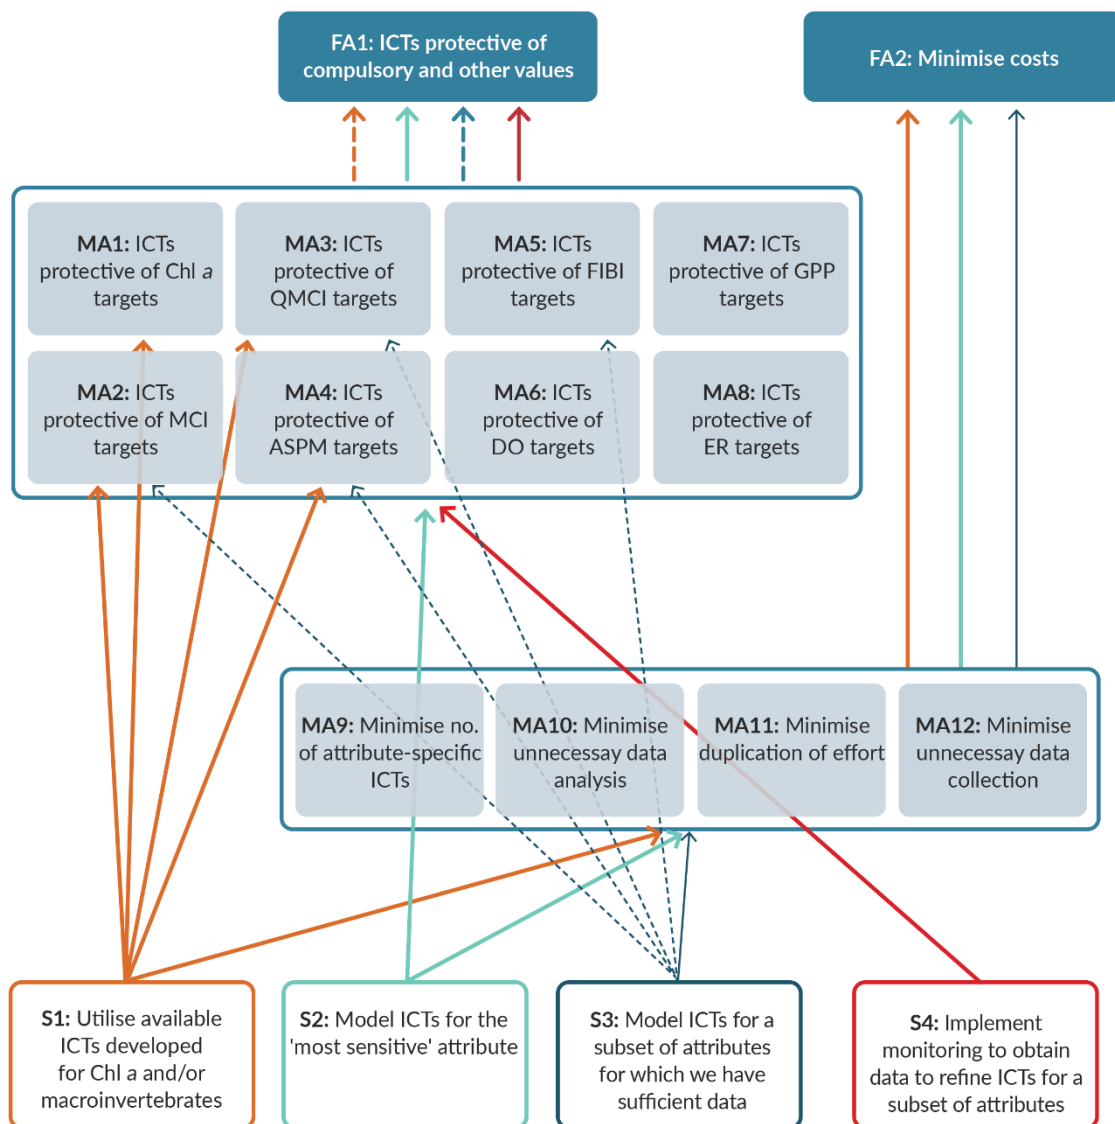 FA1: ICTs protective of
compulsory and other values
FA2: Minimise costs
MA1: ICTs
protective of Chl a
targets
MA3: ICTs
protective of
QMCI targets
MA5: ICTs
protective of FIBI
targets
MA7: ICTs
protective of GPP
targets
MA2: ICTs
protective of MCI
targets
MA4: ICTs
protective of
ASPM targets
MA6: ICTs
protective of
DO targets
MA8: ICTs
protective of
ER targets
MA9: Minimise no.
of attribute-specific
ICTs
MA10: Minimise
unnecessay data
analysis
MA11: Minimise
duplication of effort
MA12: Minimise
unnecessay data
collection
S1: Utilise available
ICTs developed
for Chl a and/or
macroinvertebrates
S2: Model ICTs for the
'most sensitive' attribute
S3: Model ICTs for a
subset of attributes
for which we have
sufficient data
S4: Implement
monitoring to obtain
data to refine ICTs for a
subset of attributes